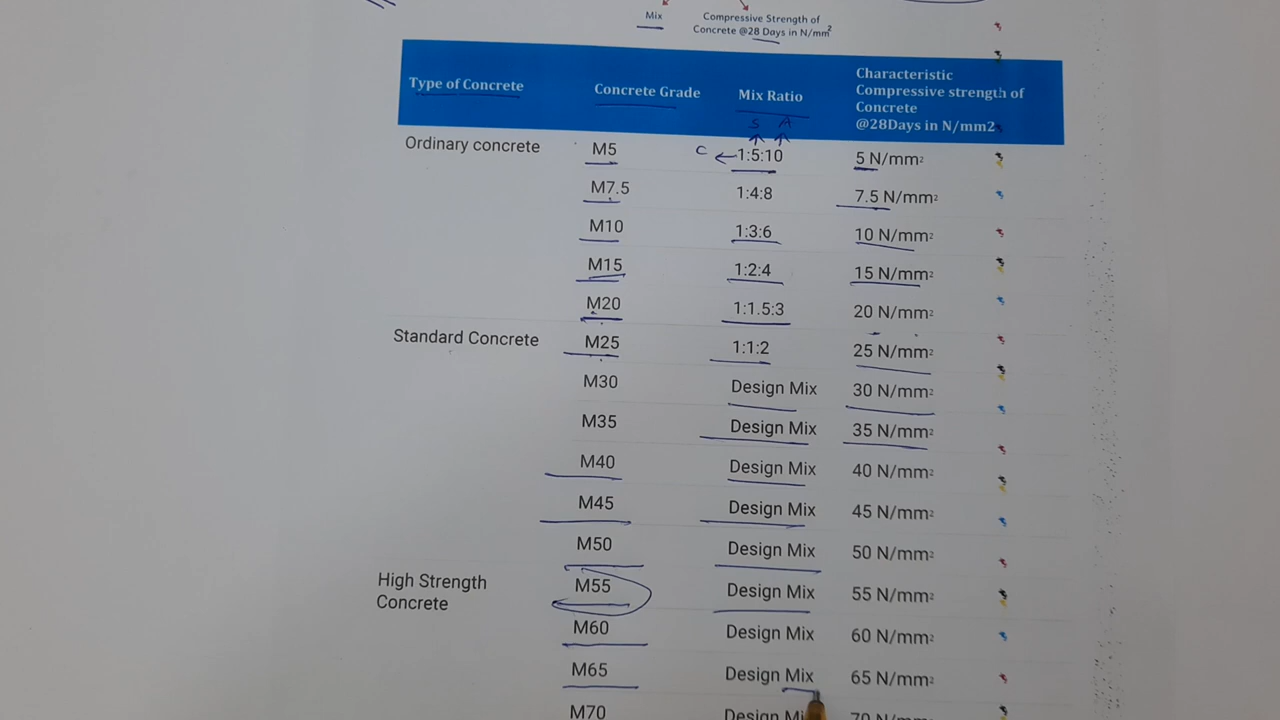 Mix
Compressive Strength of
Concrete @28 Days in N/mm²
Type of Concrete Concrete Grade Mix Ratio Characteristic
Compressive strength of
Concrete
@28Days in N/mm2
S A
Ordinary concrete M5 C 1:5:10 5 N/mm²
M7.5 1:4:8 7.5 N/mm²
M10 1:3:6 10 N/mm²
M15 1:2:4 15 N/mm²
M20 1:1.5:3 20 N/mm²
Standard Concrete M25 1:1:2 25 N/mm²
M30 Design Mix 30 N/mm²
M35 Design Mix 35 N/mm²
M40 Design Mix 40 N/mm²
M45 Design Mix 45 N/mm²
M50 Design Mix 50 N/mm²
High Strength
Concrete M55 Design Mix 55 N/mm²
M60 Design Mix 60 N/mm²
M65 Design Mix 65 N/mm²
M70 Design Mix 70 N/mm²